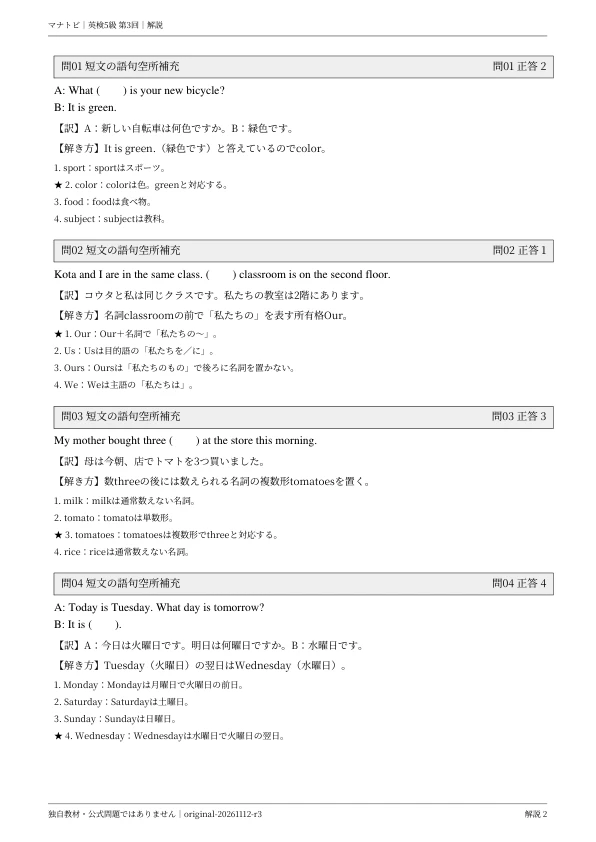 マナトビ｜英検5級 第3回｜解説
問01 短文の語句空所補充 問01 正答 2
A: What (　　) is your new bicycle?
B: It is green.
【訳】A：新しい自転車は何色ですか。B：緑色です。
【解き方】It is green.（緑色です）と答えているのでcolor。
1. sport：sportはスポーツ。
★ 2. color：colorは色。greenと対応する。
3. food：foodは食べ物。
4. subject：subjectは教科。
問02 短文の語句空所補充 問02 正答 1
Kota and I are in the same class. (　　) classroom is on the second floor.
【訳】コウタと私は同じクラスです。私たちの教室は2階にあります。
【解き方】名詞classroomの前で「私たちの」を表す所有格Our。
★ 1. Our：Our＋名詞で「私たちの〜」。
2. Us：Usは目的語の「私たちを／に」。
3. Ours：Oursは「私たちのもの」で後ろに名詞を置かない。
4. We：Weは主語の「私たちは」。
問03 短文の語句空所補充 問03 正答 3
My mother bought three (　　) at the store this morning.
【訳】母は今朝、店でトマトを3つ買いました。
【解き方】数threeの後には数えられる名詞の複数形tomatoesを置く。
1. milk：milkは通常数えない名詞。
2. tomato：tomatoは単数形。
★ 3. tomatoes：tomatoesは複数形でthreeと対応する。
4. rice：riceは通常数えない名詞。
問04 短文の語句空所補充 問04 正答 4
A: Today is Tuesday. What day is tomorrow?
B: It is (　　).
【訳】A：今日は火曜日です。明日は何曜日ですか。B：水曜日です。
【解き方】Tuesday（火曜日）の翌日はWednesday（水曜日）。
1. Monday：Mondayは月曜日で火曜日の前日。
2. Saturday：Saturdayは土曜日。
3. Sunday：Sundayは日曜日。
★ 4. Wednesday：Wednesdayは水曜日で火曜日の翌日。
独自教材・公式問題ではありません｜original-20261112-r3 解説 2